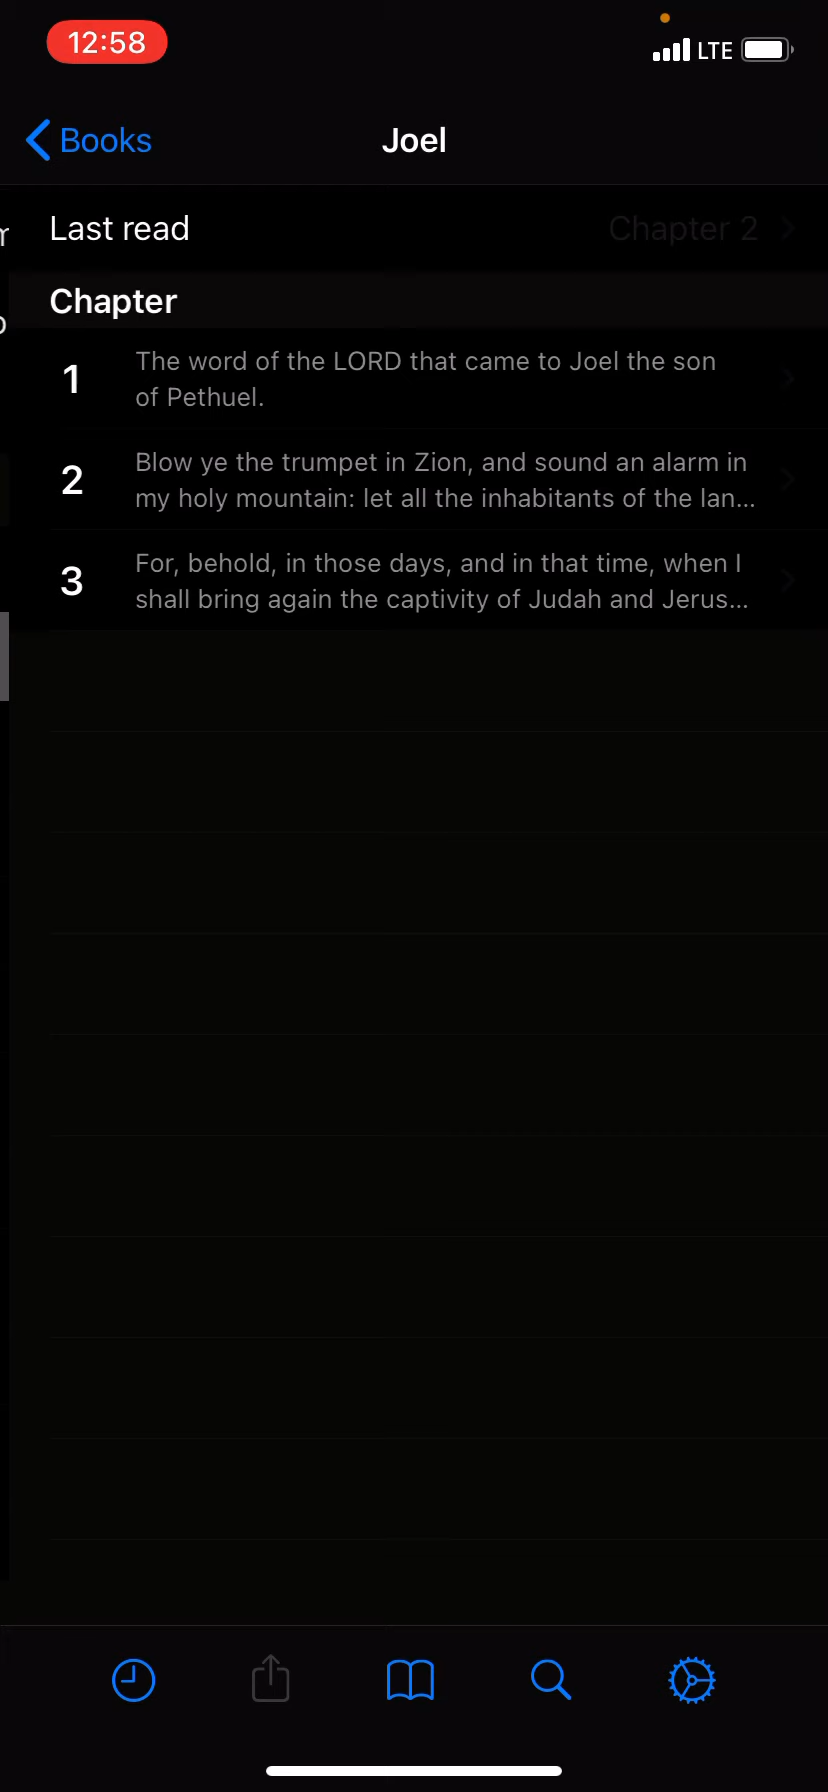 12:58
LTE
Books
Joel
Last read
Chapter 2
Chapter
1
The word of the LORD that came to Joel the son
of Pethuel.
2
Blow ye the trumpet in Zion, and sound an alarm in
my holy mountain: let all the inhabitants of the lan...
3
For, behold, in those days, and in that time, when I
shall bring again the captivity of Judah and Jerus...